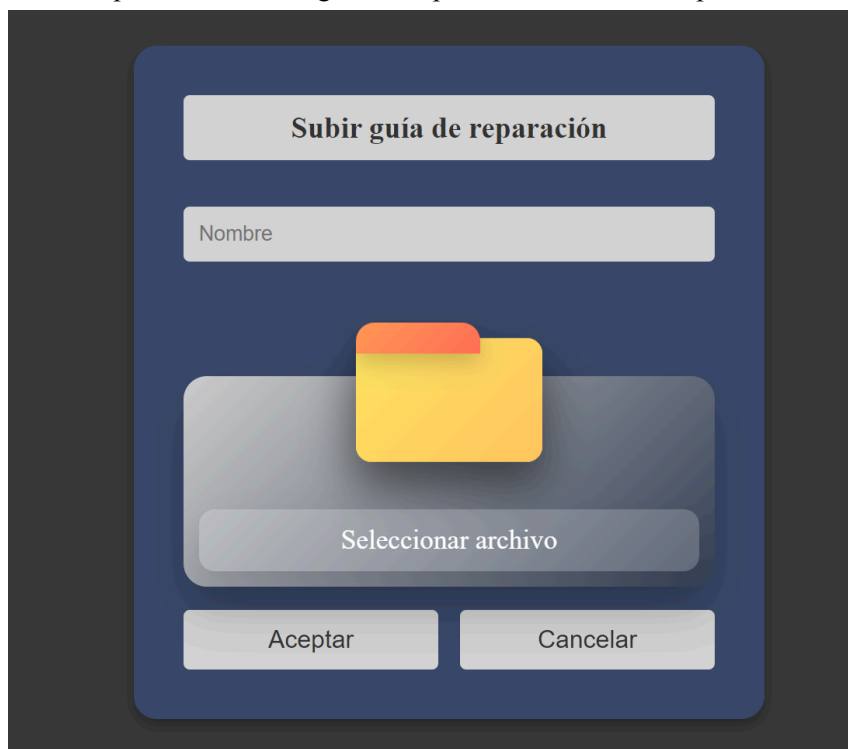 Subir guía de reparación
Nombre
Seleccionar archivo
Aceptar
Cancelar